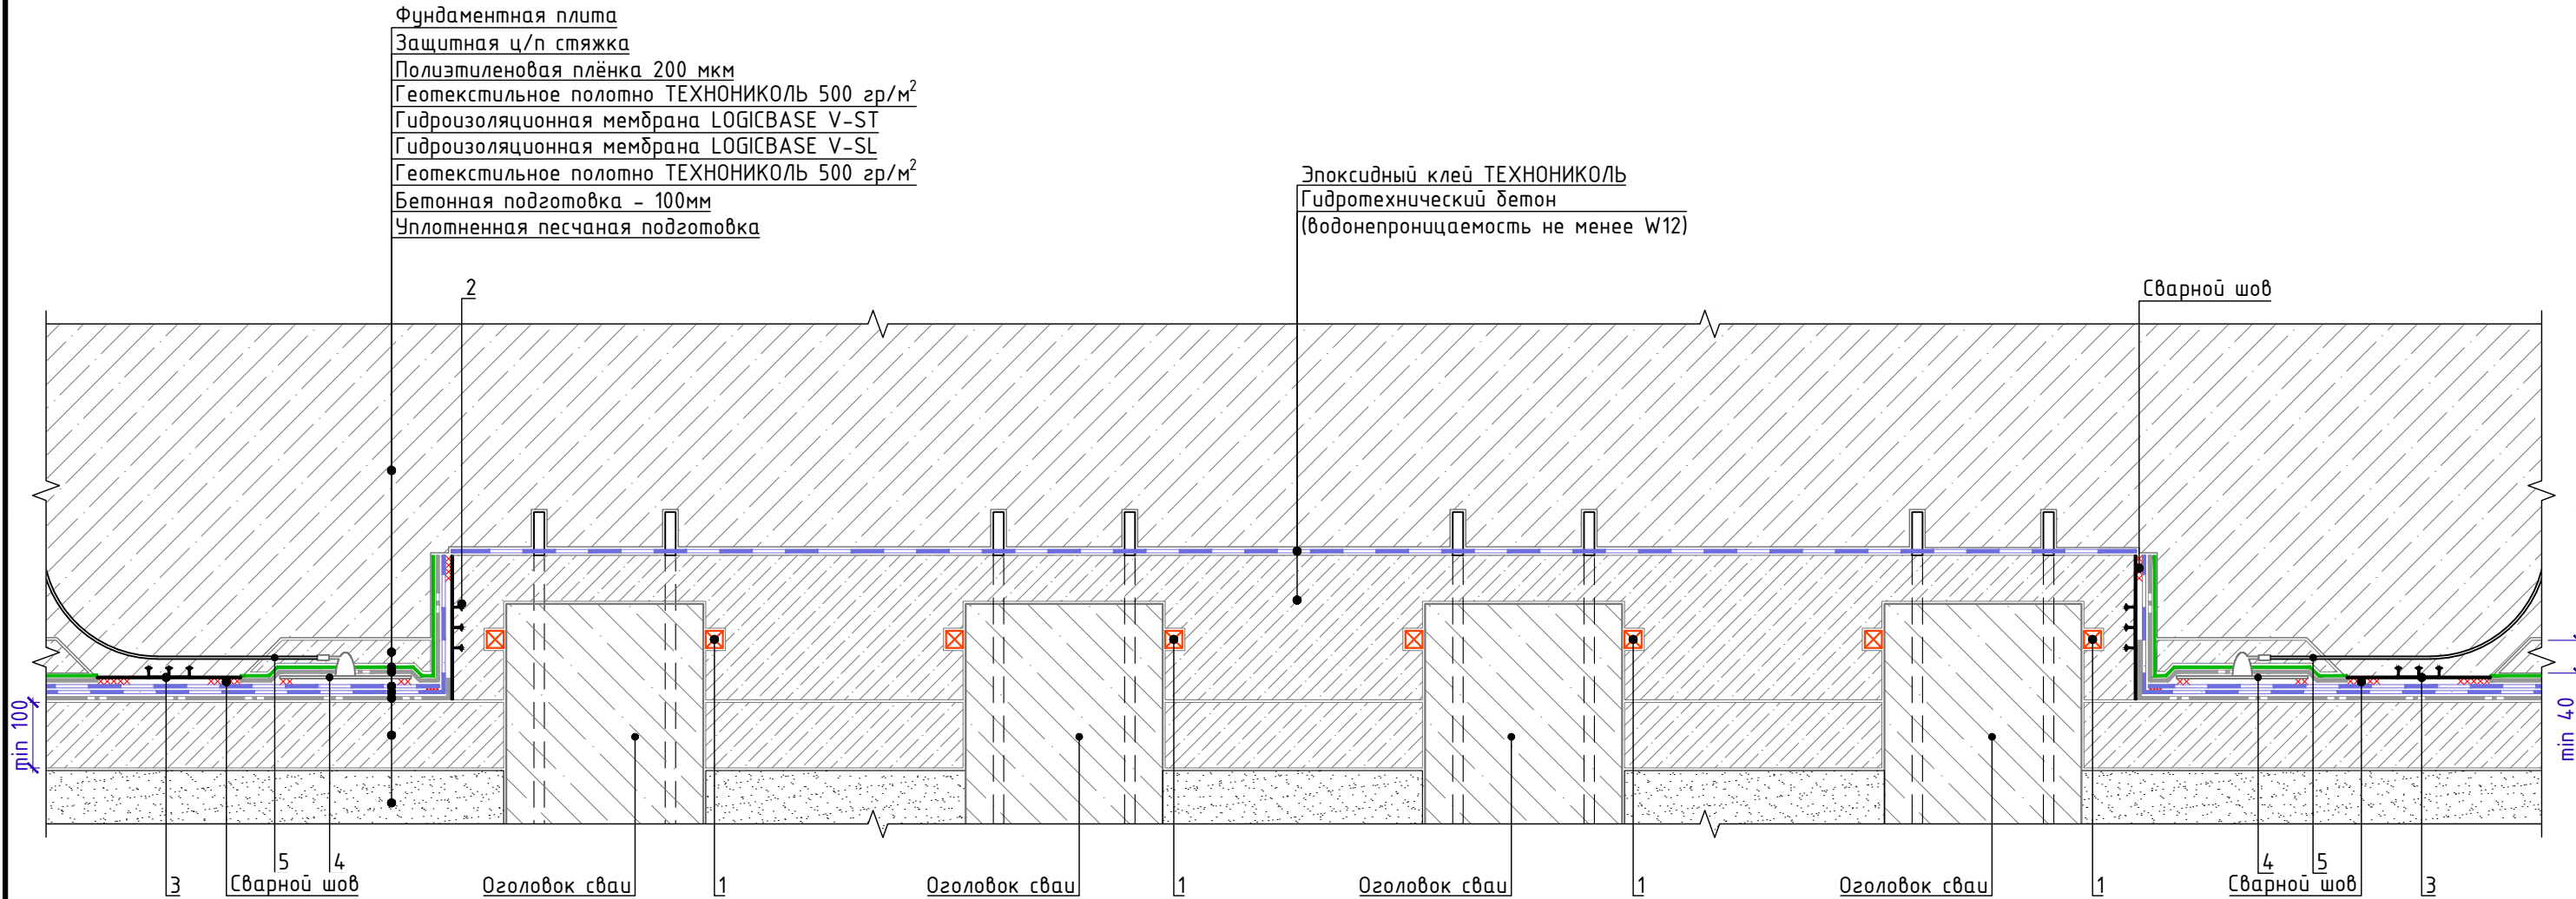 Фундаментная плита
Защитная ц/п стяжка
Полиэтиленовая плёнка 200 мкм
Геотекстильное полотно ТЕХНОНИКОЛЬ 500 гр/м²
Гидроизоляционная мембрана LOGICBASE V-ST
Гидроизоляционная мембрана LOGICBASE V-SL
Геотекстильное полотно ТЕХНОНИКОЛЬ 500 гр/м²
Бетонная подготовка - 100мм
Уплотненная песчаная подготовка
Эпоксидный клей ТЕХНОНИКОЛЬ
Гидротехнический бетон
(водонепроницаемость не менее W12)
2
Сварной шов
min 100
min 40
5
4
3
Сварной шов
Оголовок сваи
1
Оголовок сваи
1
Оголовок сваи
1
Оголовок сваи
1
4
5
Сварной шов
3